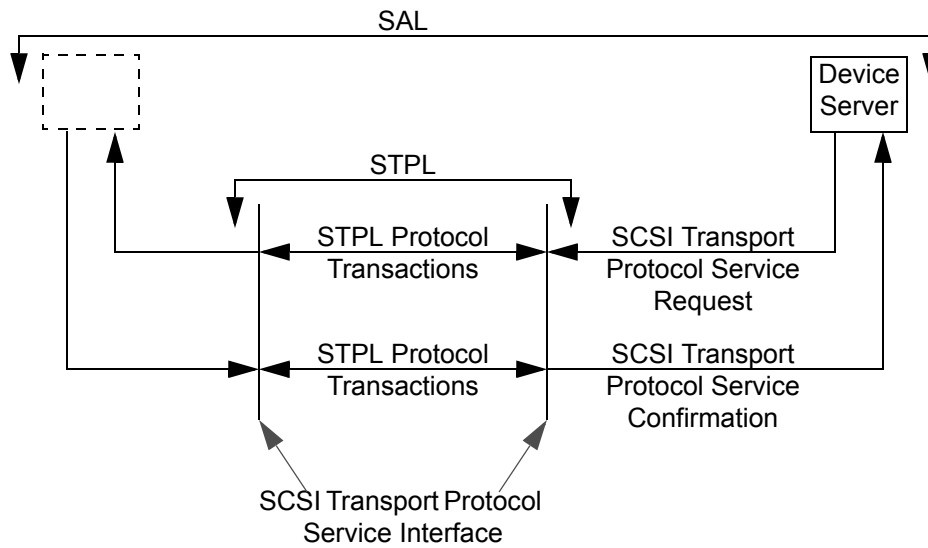 SAL
Device
Server
STPL
STPL Protocol
Transactions
SCSI Transport
Protocol Service
Request
STPL Protocol
Transactions
SCSI Transport
Protocol Service
Confirmation
SCSI Transport Protocol
Service Interface